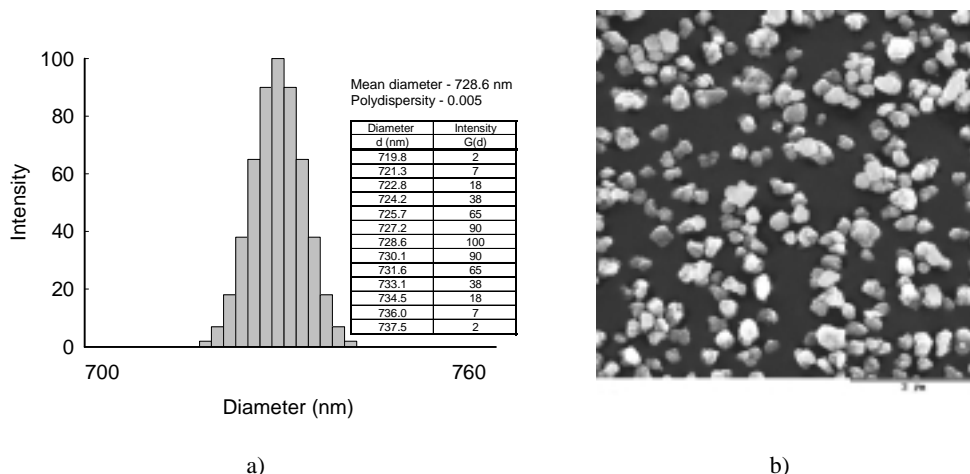 100
80
60
40
20
0
Intensity
700
760
Diameter (nm)
Mean diameter - 728.6 nm
Polydispersity - 0.005
Diameter Intensity
d (nm) G(d)
719.8 2
721.3 7
722.8 18
724.2 38
725.7 65
727.2 90
728.6 100
730.1 90
731.6 65
733.1 38
734.5 18
736.0 7
737.5 2
a)
b)